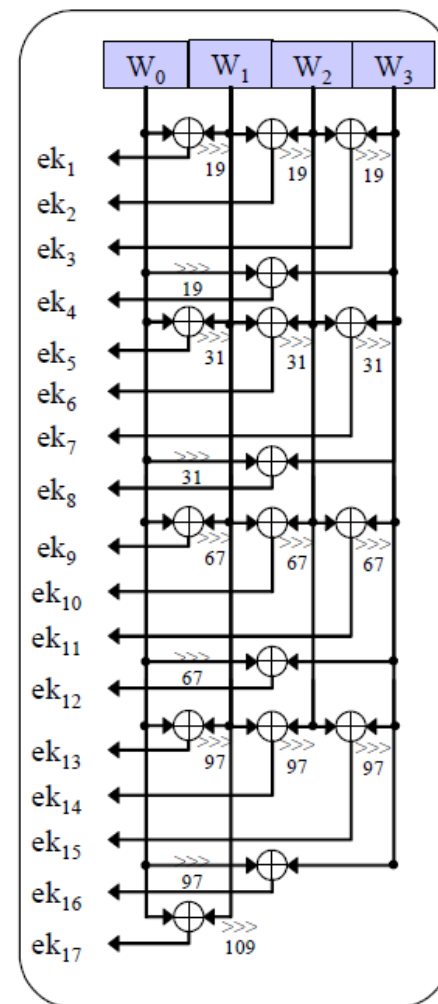 W₀ W₁ W₂ W₃
>>> >>> >>>
ek₁ 19 19 19
ek₂
ek₃
>>>
ek₄ 19
>>> >>> >>>
ek₅ 31 31 31
ek₆
ek₇
>>>
ek₈ 31
>>> >>> >>>
ek₉ 67 67 67
ek₁₀
ek₁₁
>>>
ek₁₂ 67
>>> >>> >>>
ek₁₃ 97 97 97
ek₁₄
ek₁₅
>>>
ek₁₆ 97
>>>
ek₁₇ 109